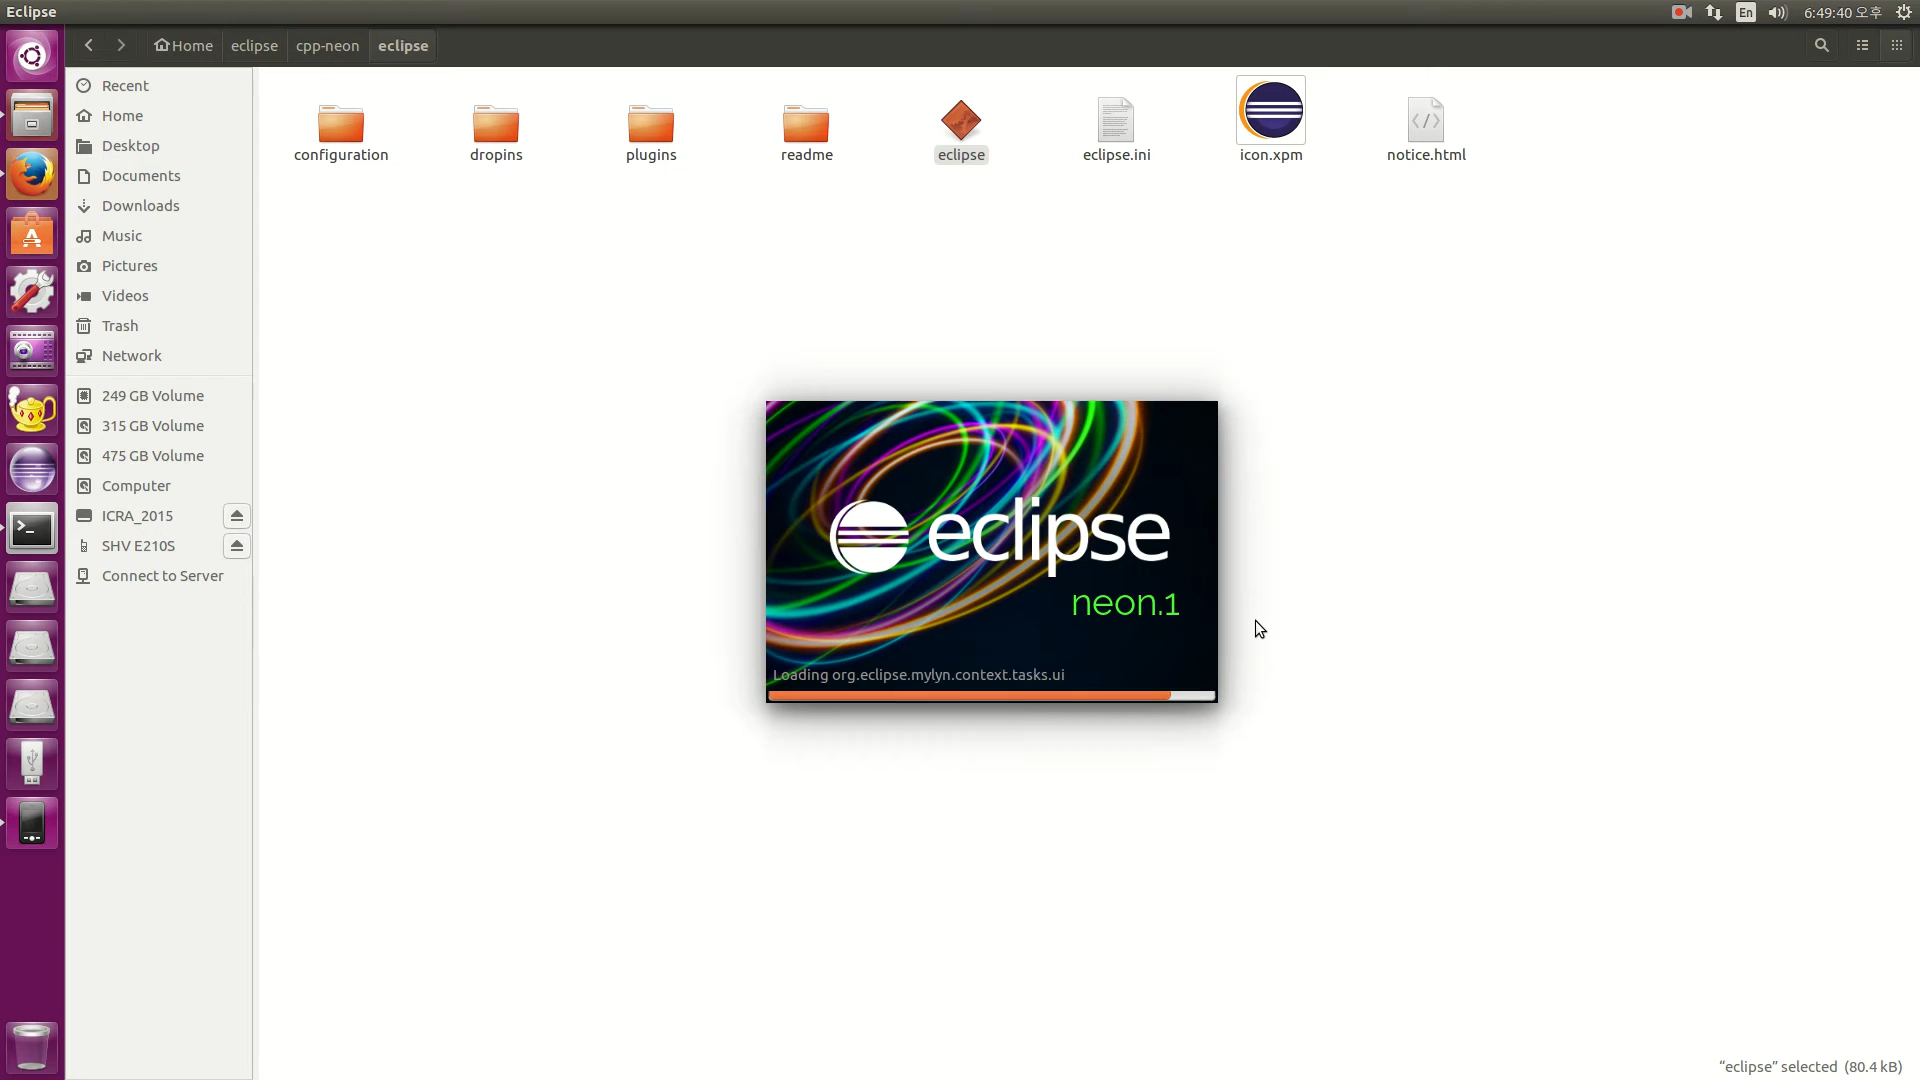 Eclipse
En
6:49:40 오후
Home
eclipse
cpp-neon
eclipse
Recent
Home
Desktop
Documents
Downloads
Music
Pictures
Videos
Trash
Network
249 GB Volume
315 GB Volume
475 GB Volume
Computer
ICRA_2015
SHV E210S
Connect to Server
configuration
dropins
plugins
readme
eclipse
eclipse.ini
icon.xpm
notice.html
eclipse
neon.1
Loading org.eclipse.mylyn.context.tasks.ui
“eclipse” selected (80.4 kB)